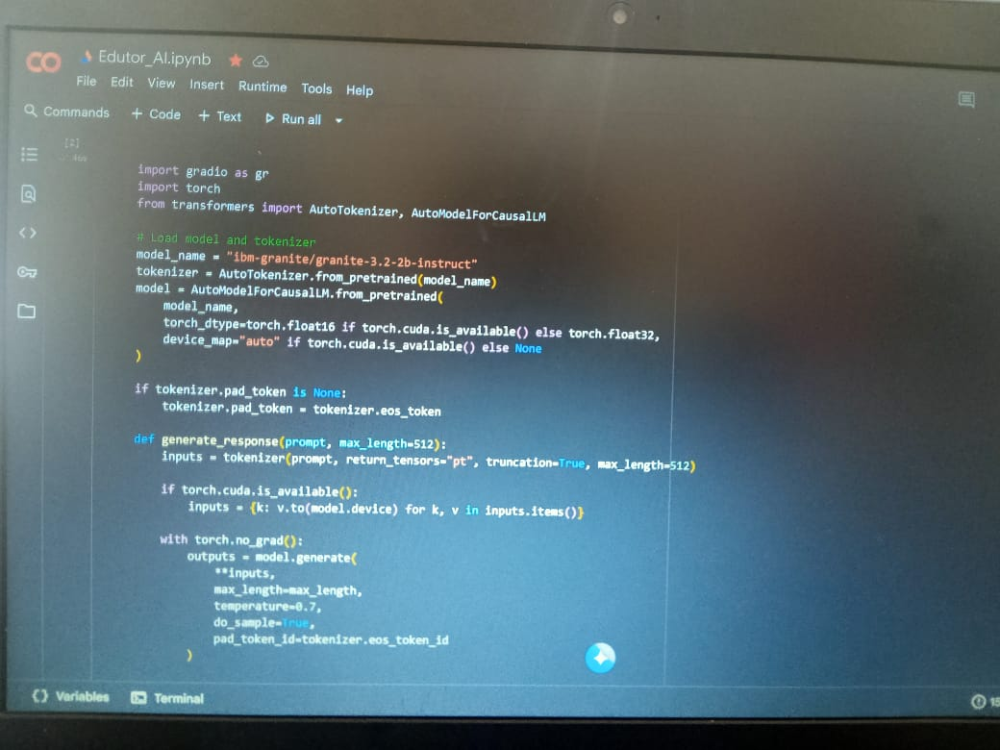 CO Edutor_AI.ipynb
File Edit View Insert Runtime Tools Help
Commands + Code + Text Run all
[2]
46s
import gradio as gr
import torch
from transformers import AutoTokenizer, AutoModelForCausalLM
# Load model and tokenizer
model_name = "ibm-granite/granite-3.2-2b-instruct"
tokenizer = AutoTokenizer.from_pretrained(model_name)
model = AutoModelForCausalLM.from_pretrained(
    model_name,
    torch_dtype=torch.float16 if torch.cuda.is_available() else torch.float32,
    device_map="auto" if torch.cuda.is_available() else None
)
if tokenizer.pad_token is None:
    tokenizer.pad_token = tokenizer.eos_token
def generate_response(prompt, max_length=512):
    inputs = tokenizer(prompt, return_tensors="pt", truncation=True, max_length=512)
    if torch.cuda.is_available():
        inputs = {k: v.to(model.device) for k, v in inputs.items()}
    with torch.no_grad():
        outputs = model.generate(
            **inputs,
            max_length=max_length,
            temperature=0.7,
            do_sample=True,
            pad_token_id=tokenizer.eos_token_id
        )
{} Variables Terminal
15